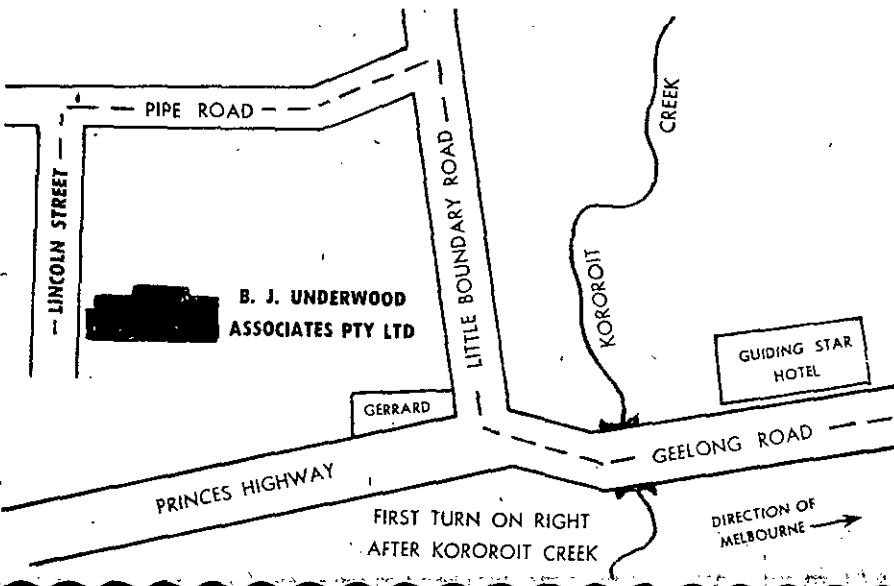 PIPE ROAD
LINCOLN STREET
B. J. UNDERWOOD
ASSOCIATES PTY LTD
LITTLE BOUNDARY ROAD
CREEK
KOROROIT
GUIDING STAR
HOTEL
GERRARD
GEELONG ROAD
PRINCES HIGHWAY
FIRST TURN ON RIGHT
AFTER KOROROIT CREEK
DIRECTION OF
MELBOURNE